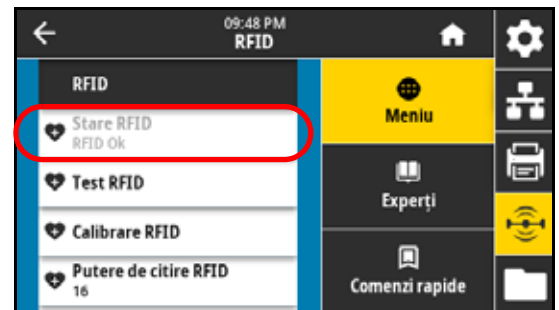 09:48 PM
RFID
RFID
Stare RFID
RFID Ok
Test RFID
Calibrare RFID
Putere de citire RFID
16
Meniu
Experți
Comenzi rapide